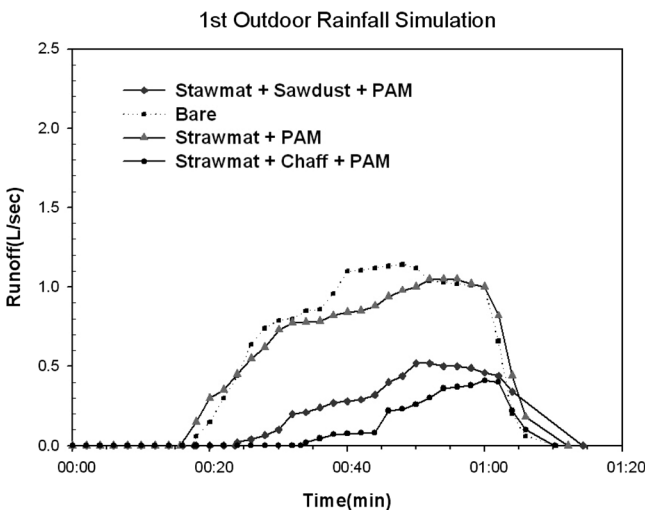 1st Outdoor Rainfall Simulation
2.5
Stawmat + Sawdust + PAM
Bare
2.0
Strawmat + PAM
Strawmat + Chaff + PAM
1.5
Runoff(L/sec)
1.0
0.5
0.0
00:00 00:20 00:40 01:00 01:20
Time(min)